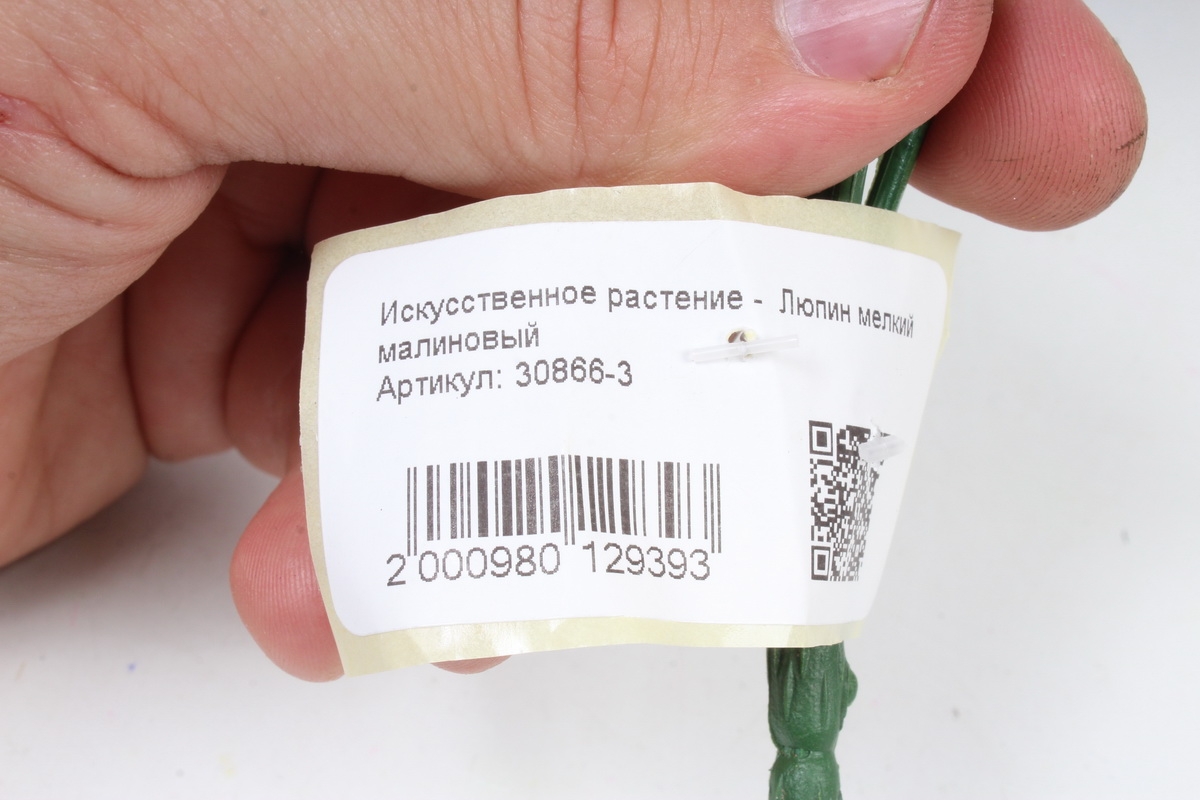 Искусственное растение - Люпин мелкий
малиновый
Артикул: 30866-3
2 000980 129393